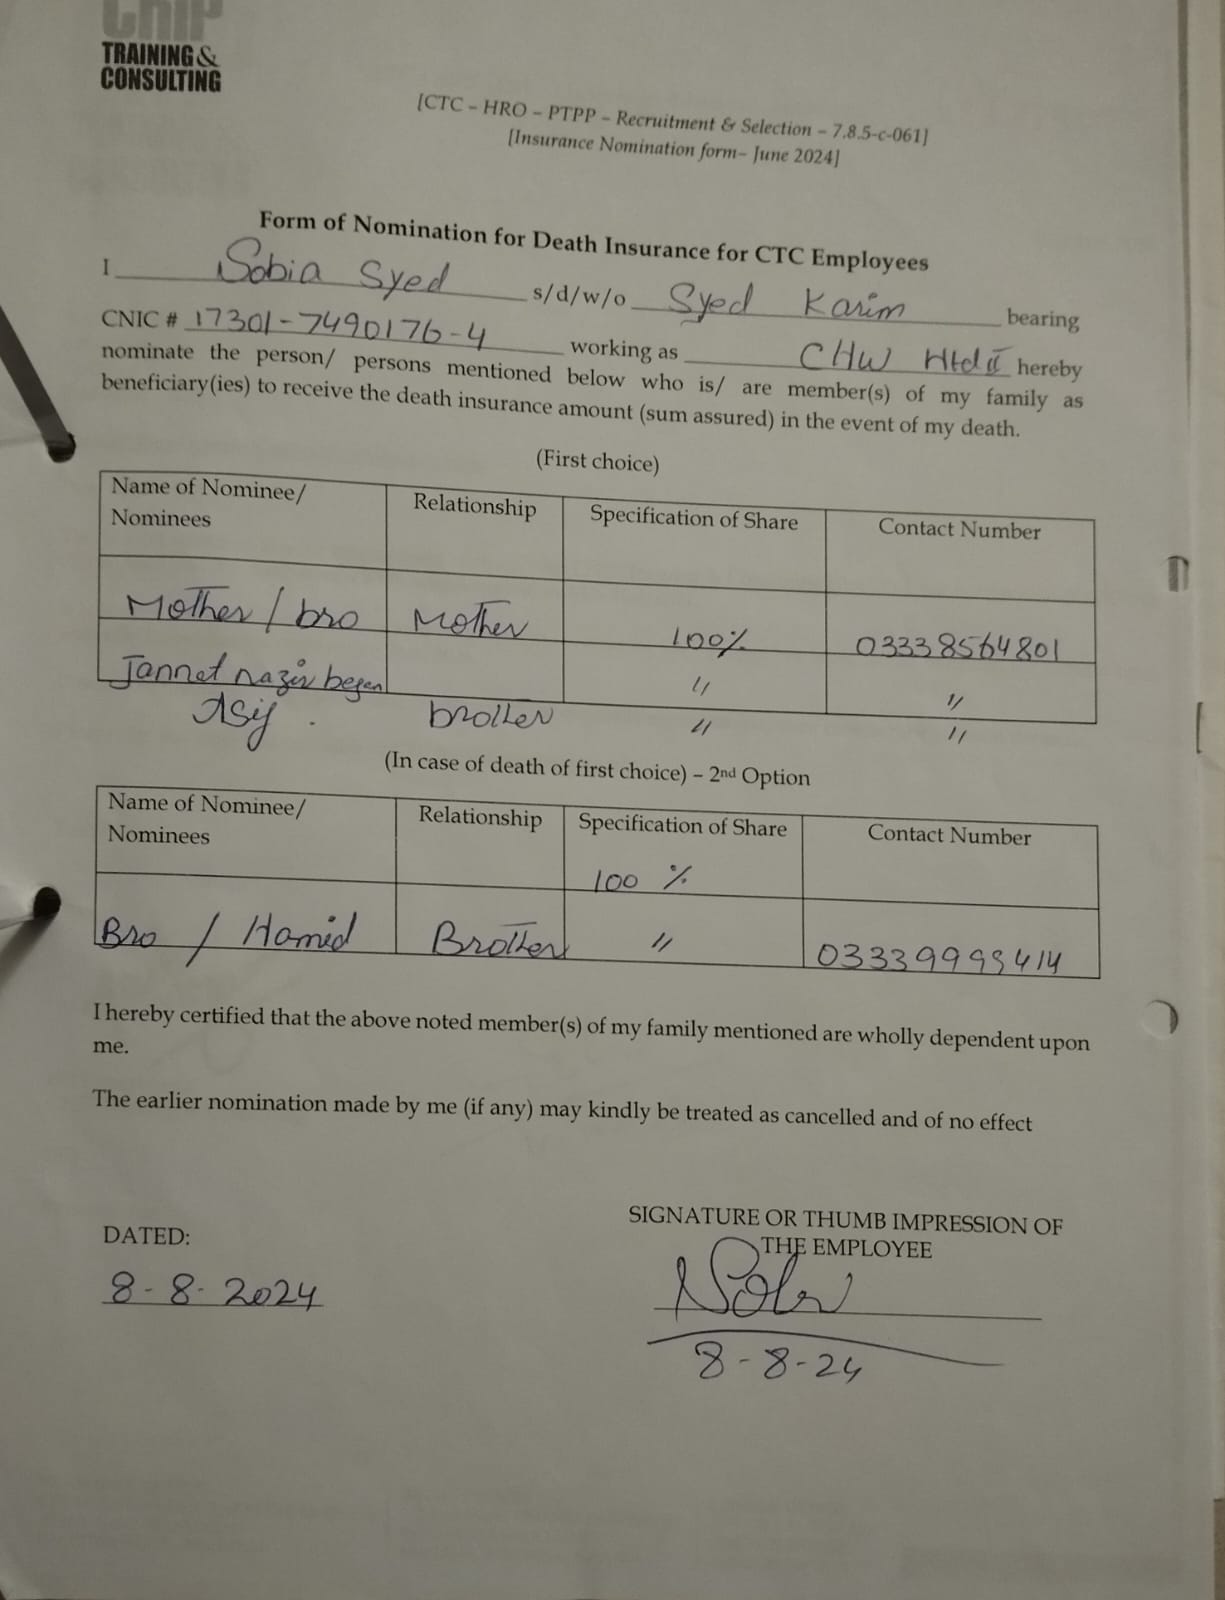 CHIP
TRAINING &
CONSULTING
[CTC – HRO – PTPP – Recruitment & Selection – 7.8.5-c-061]
[Insurance Nomination form– June 2024]
Form of Nomination for Death Insurance for CTC Employees
I Sobia Syed s/d/w/o Syed Karim bearing
CNIC # 17301-7490176-4 working as CHW hereby
nominate the person/ persons mentioned below who is/ are member(s) of my family as
beneficiary(ies) to receive the death insurance amount (sum assured) in the event of my death.
(First choice)
Name of Nominee/ Relationship Specification of Share Contact Number
Nominees
Mother / bro Mother 100% 03338564801
Jannet nazir begam " "
Asif . brother " "
(In case of death of first choice) – 2nd Option
Name of Nominee/ Relationship Specification of Share Contact Number
Nominees
100 %
Bro / Hamid Brother " 03339999414
I hereby certified that the above noted member(s) of my family mentioned are wholly dependent upon
me.
The earlier nomination made by me (if any) may kindly be treated as cancelled and of no effect
SIGNATURE OR THUMB IMPRESSION OF
THE EMPLOYEE
DATED:
8-8-2024
8-8-24